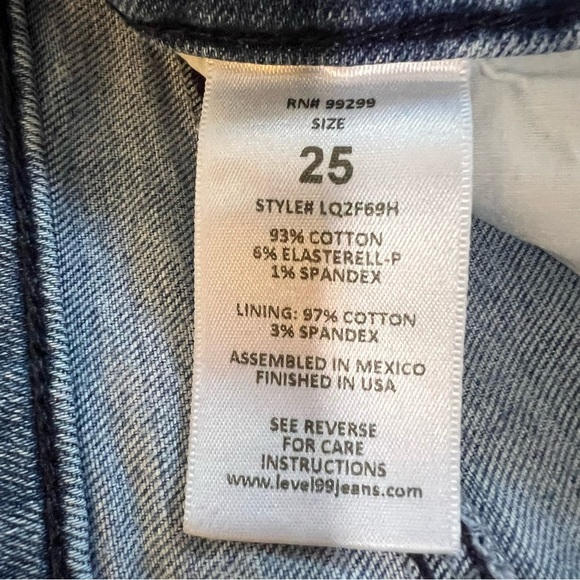 RN# 99299
SIZE
25
STYLE# LQ2F69H
93% COTTON
6% ELASTERELL-P
1% SPANDEX
LINING: 97% COTTON
3% SPANDEX
ASSEMBLED IN MEXICO
FINISHED IN USA
SEE REVERSE
FOR CARE
INSTRUCTIONS
www.level99jeans.com